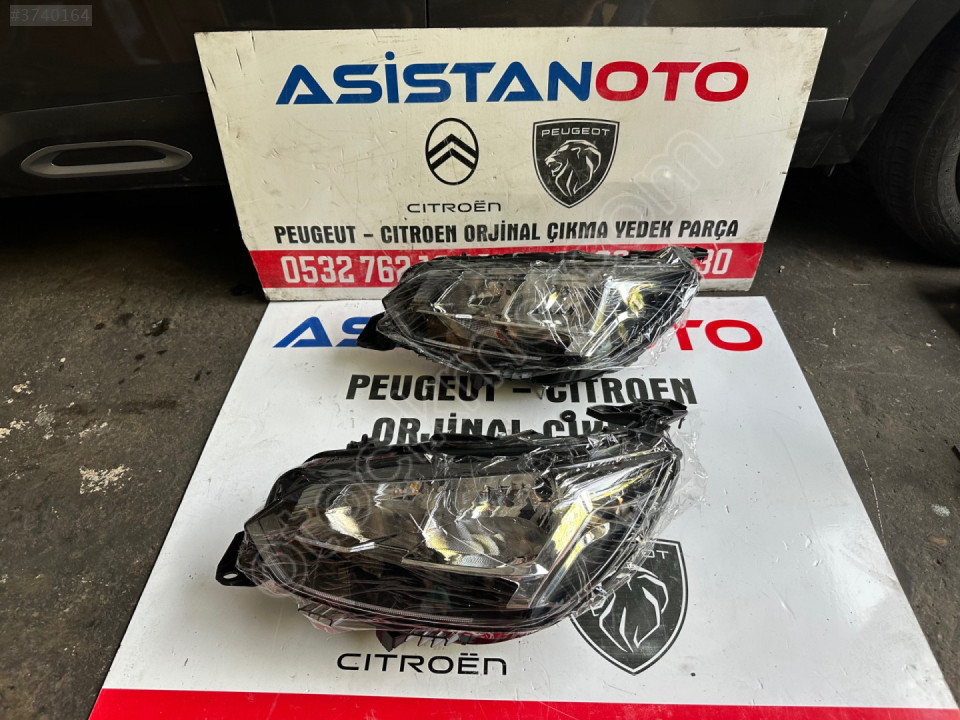 #3740164
ASİSTANOTO
PEUGEOT
CITROËN
PEUGEUT - CITROEN ORJİNAL ÇIKMA YEDEK PARÇA
0532 762 30
ASİSTANOTO
PEUGEUT - CITROEN
ORJİNAL
CITROËN